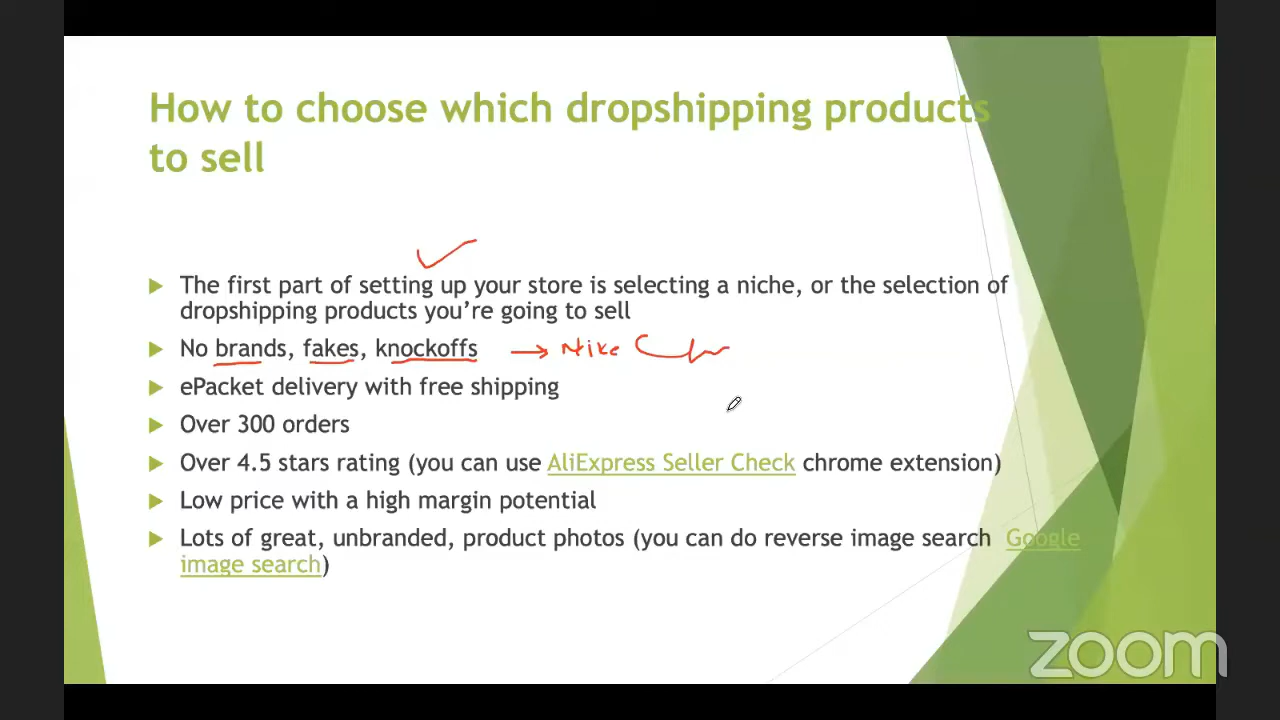 How to choose which dropshipping products
to sell
The first part of setting up your store is selecting a niche, or the selection of
dropshipping products you’re going to sell
No brands, fakes, knockoffs → Nike
ePacket delivery with free shipping
Over 300 orders
Over 4.5 stars rating (you can use AliExpress Seller Check chrome extension)
Low price with a high margin potential
Lots of great, unbranded, product photos (you can do reverse image search Google
image search)
zoom